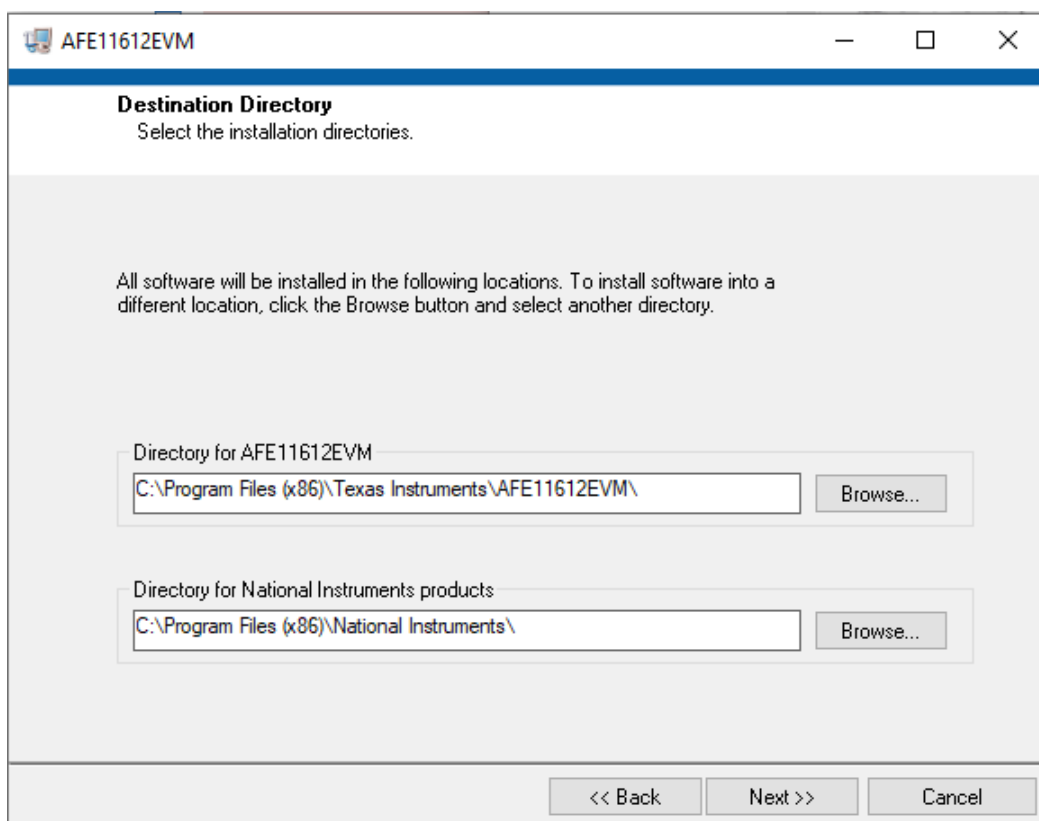 AFE11612EVM
Destination Directory
Select the installation directories.
All software will be installed in the following locations. To install software into a
different location, click the Browse button and select another directory.
Directory for AFE11612EVM
C:\Program Files (x86)\Texas Instruments\AFE11612EVM\
Browse...
Directory for National Instruments products
C:\Program Files (x86)\National Instruments\
Browse...
<< Back
Next >>
Cancel